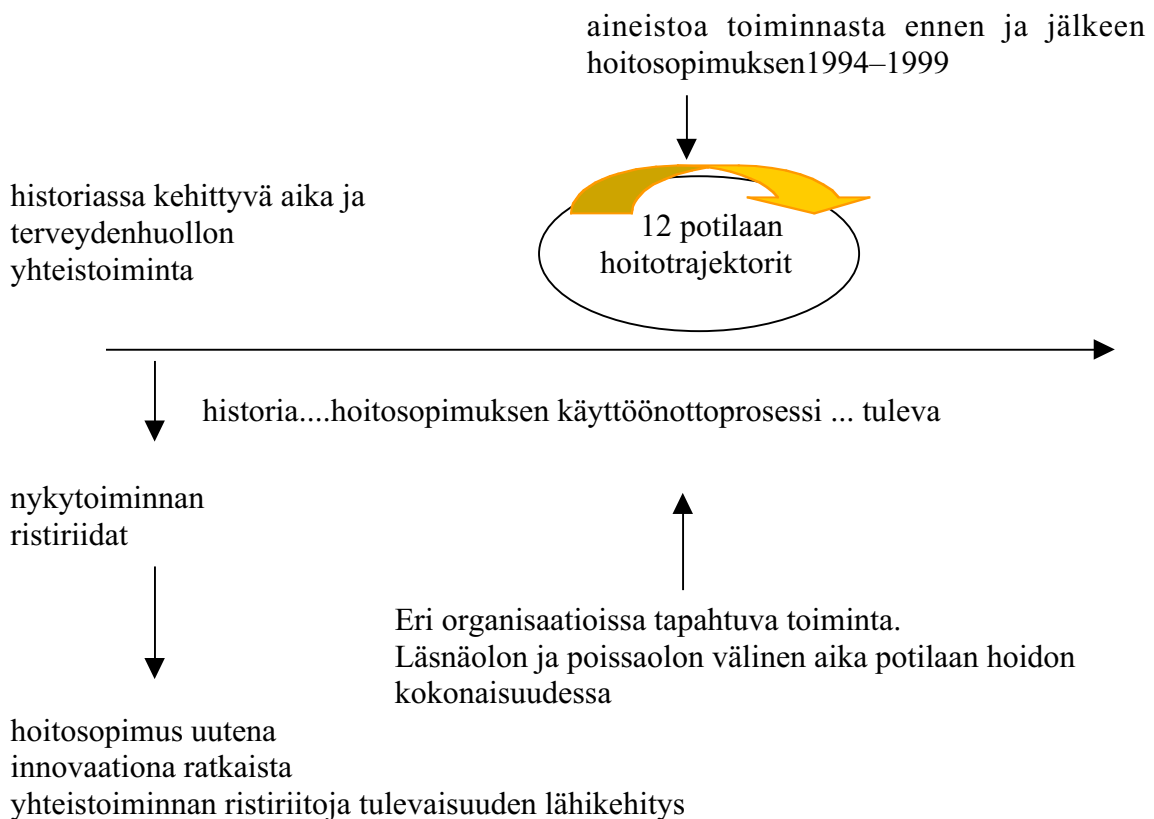 aineistoa toiminnasta ennen ja jälkeen
hoitosopimuksen1994–1999
historiassa kehittyvä aika ja
terveydenhuollon
yhteistoiminta
12 potilaan
hoitotrajektorit
historia....hoitosopimuksen käyttöönottoprosessi ... tuleva
nykytoiminnan
ristiriidat
Eri organisaatioissa tapahtuva toiminta.
Läsnäolon ja poissaolon välinen aika potilaan hoidon
kokonaisuudessa
hoitosopimus uutena
innovaationa ratkaista
yhteistoiminnan ristiriitoja tulevaisuuden lähikehitys